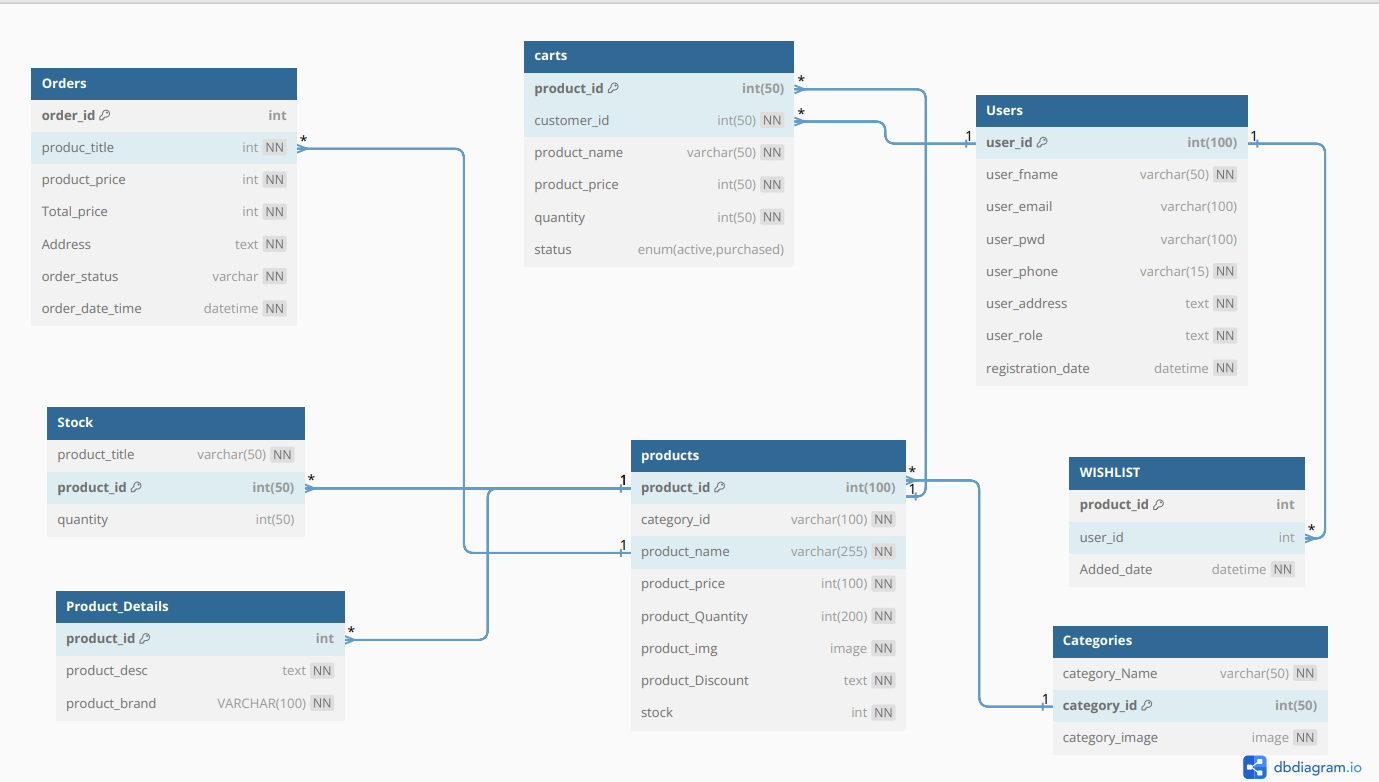 Orders
order_id int
produc_title int NN
product_price int NN
Total_price int NN
Address text NN
order_status varchar NN
order_date_time datetime NN
carts
product_id int(50)
customer_id int(50) NN
product_name varchar(50) NN
product_price int(50) NN
quantity int(50) NN
status enum(active,purchased)
Users
user_id int(100)
user_fname varchar(50) NN
user_email varchar(100)
user_pwd varchar(100)
user_phone varchar(15) NN
user_address text NN
user_role text NN
registration_date datetime NN
Stock
product_title varchar(50) NN
product_id int(50)
quantity int(50)
products
product_id int(100)
category_id varchar(100) NN
product_name varchar(255) NN
product_price int(100) NN
product_Quantity int(200) NN
product_img image NN
product_Discount text NN
stock int NN
WISHLIST
product_id int
user_id int
Added_date datetime NN
Product_Details
product_id int
product_desc text NN
product_brand VARCHAR(100) NN
Categories
category_Name varchar(50) NN
category_id int(50)
category_image image NN
*
*
*
1
1
*
1
*
1
1
*
*
1
dbdiagram.io